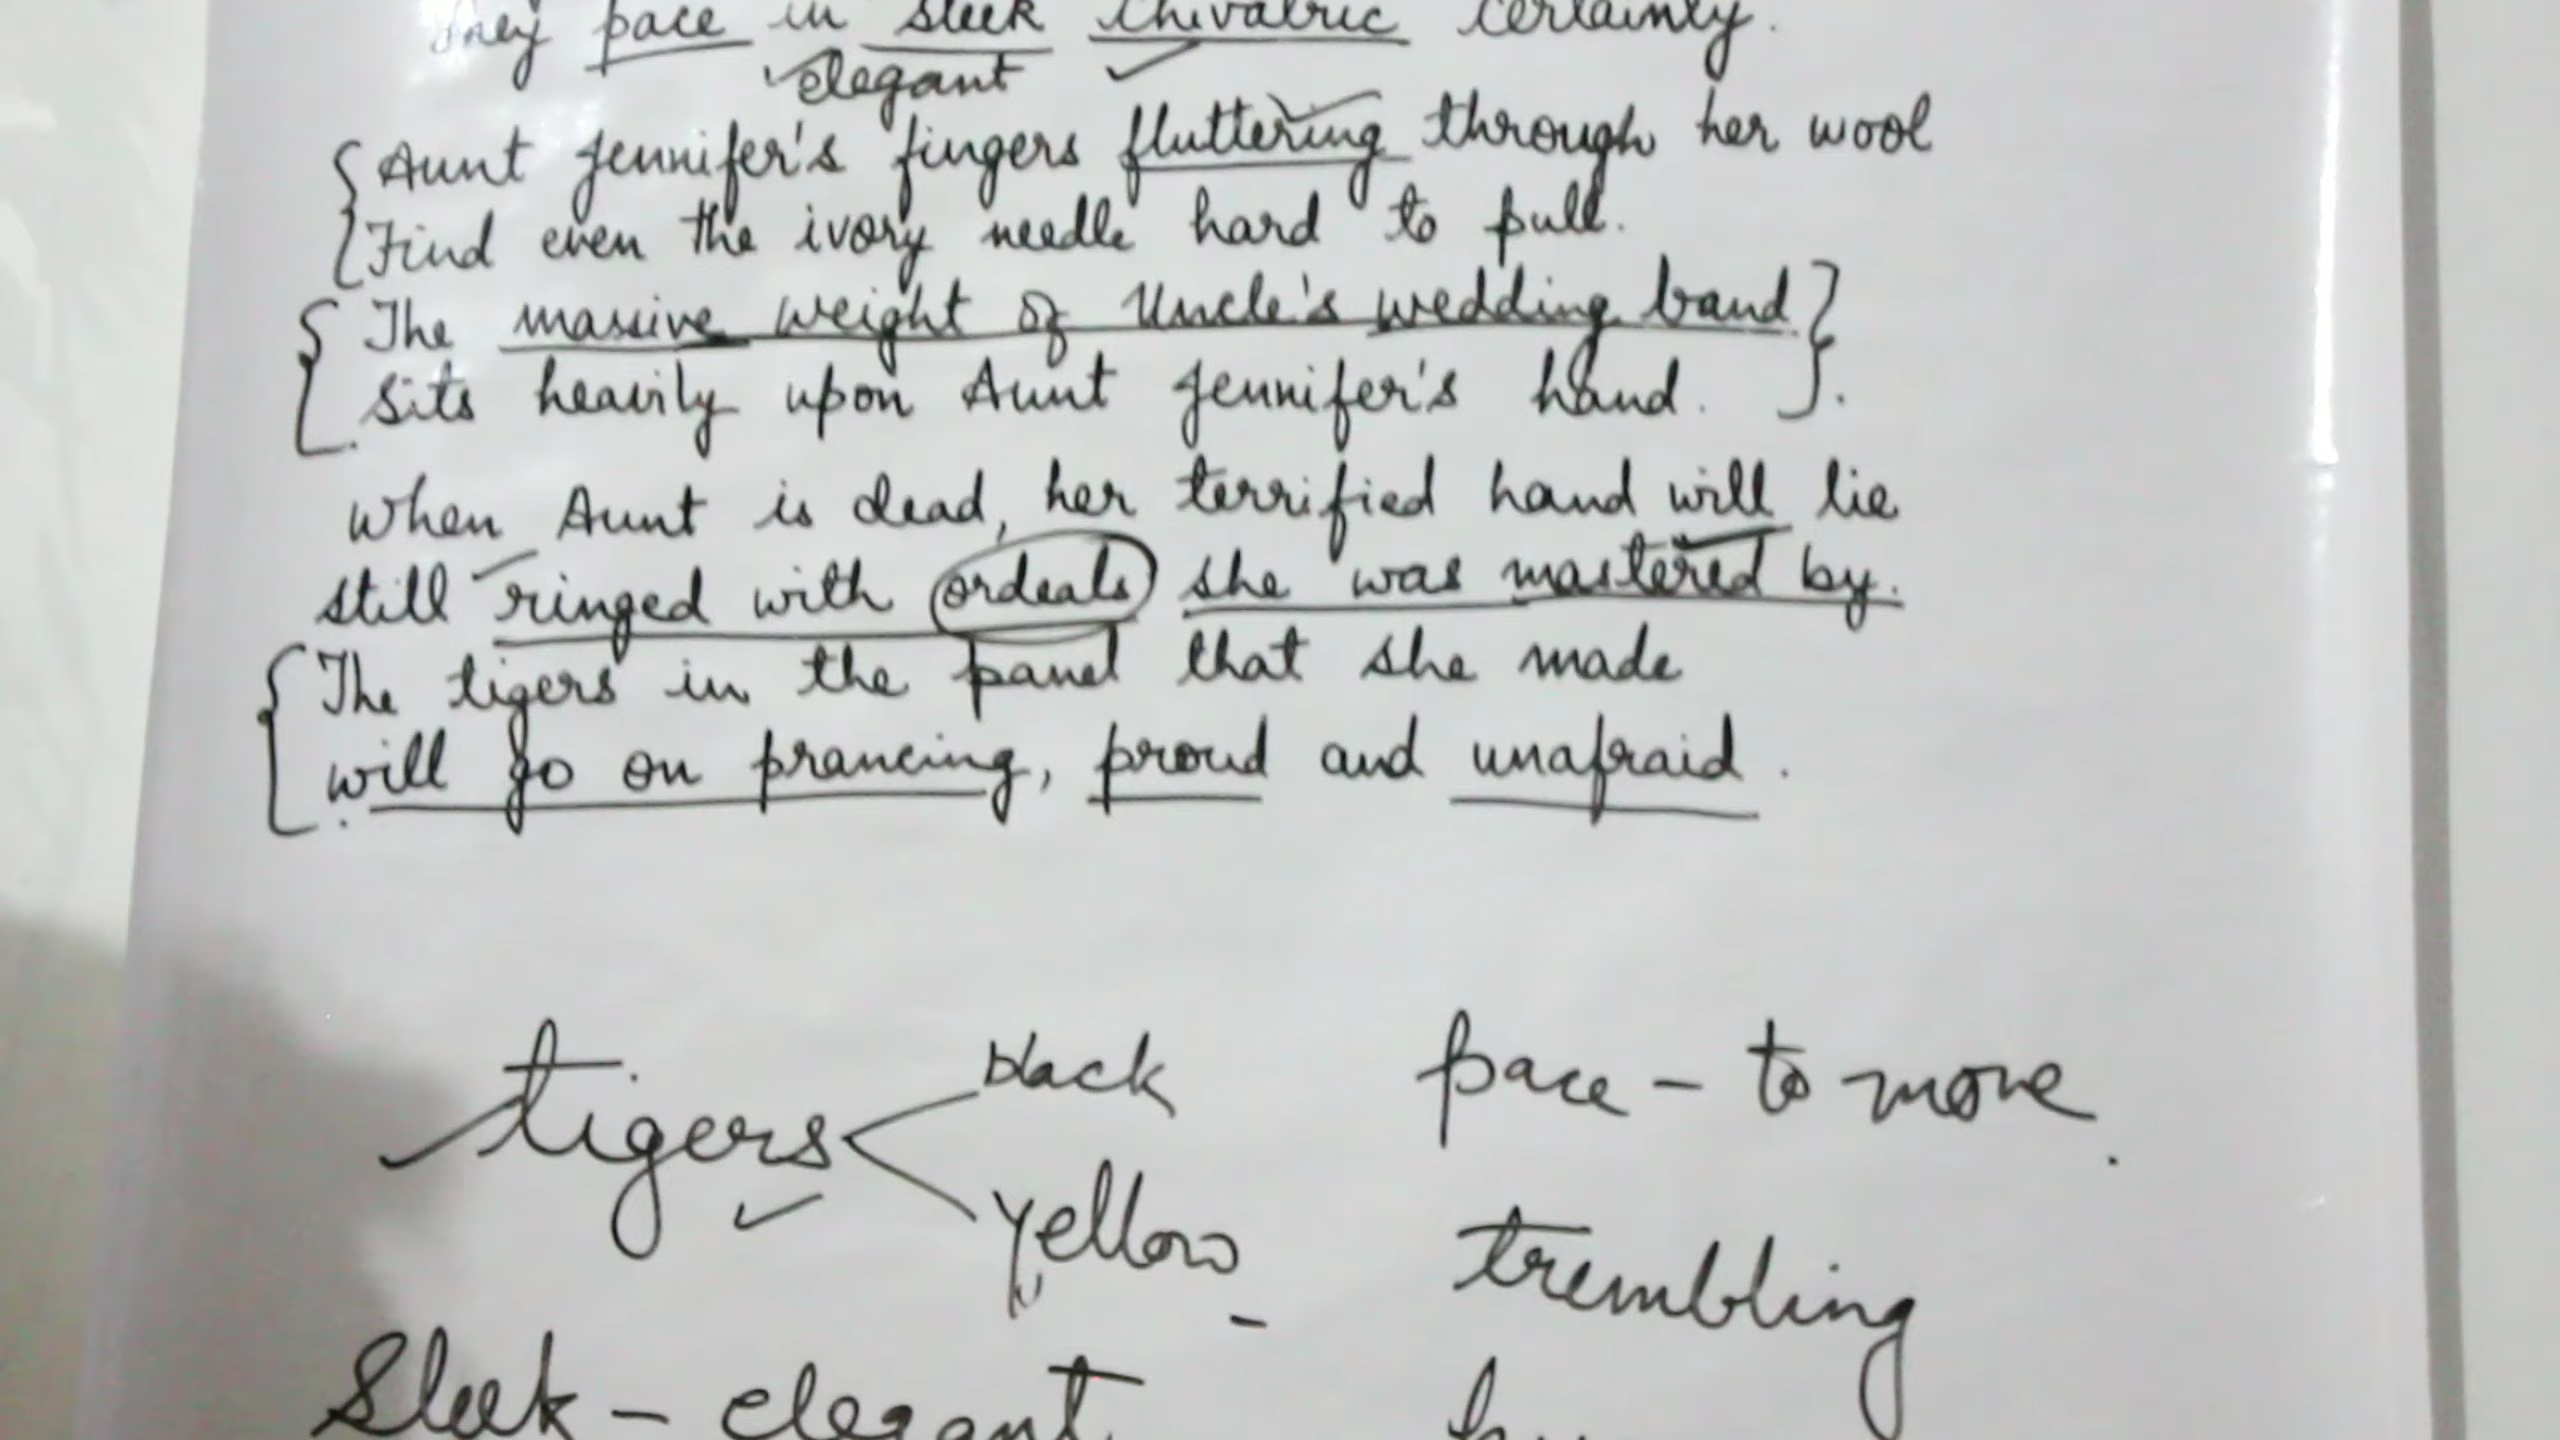 They pace in sleek chivalric certainty.
elegant
Aunt Jennifer's fingers fluttering through her wool
Find even the ivory needle hard to pull.
The massive weight of Uncle's wedding band
Sits heavily upon Aunt Jennifer's hand.
When Aunt is dead, her terrified hand will lie
still ringed with ordeals she was mastered by.
The tigers in the panel that she made
will go on prancing, proud and unafraid.
black
tigers
yellow
pace - to move.
trembling
Sleek - elegant